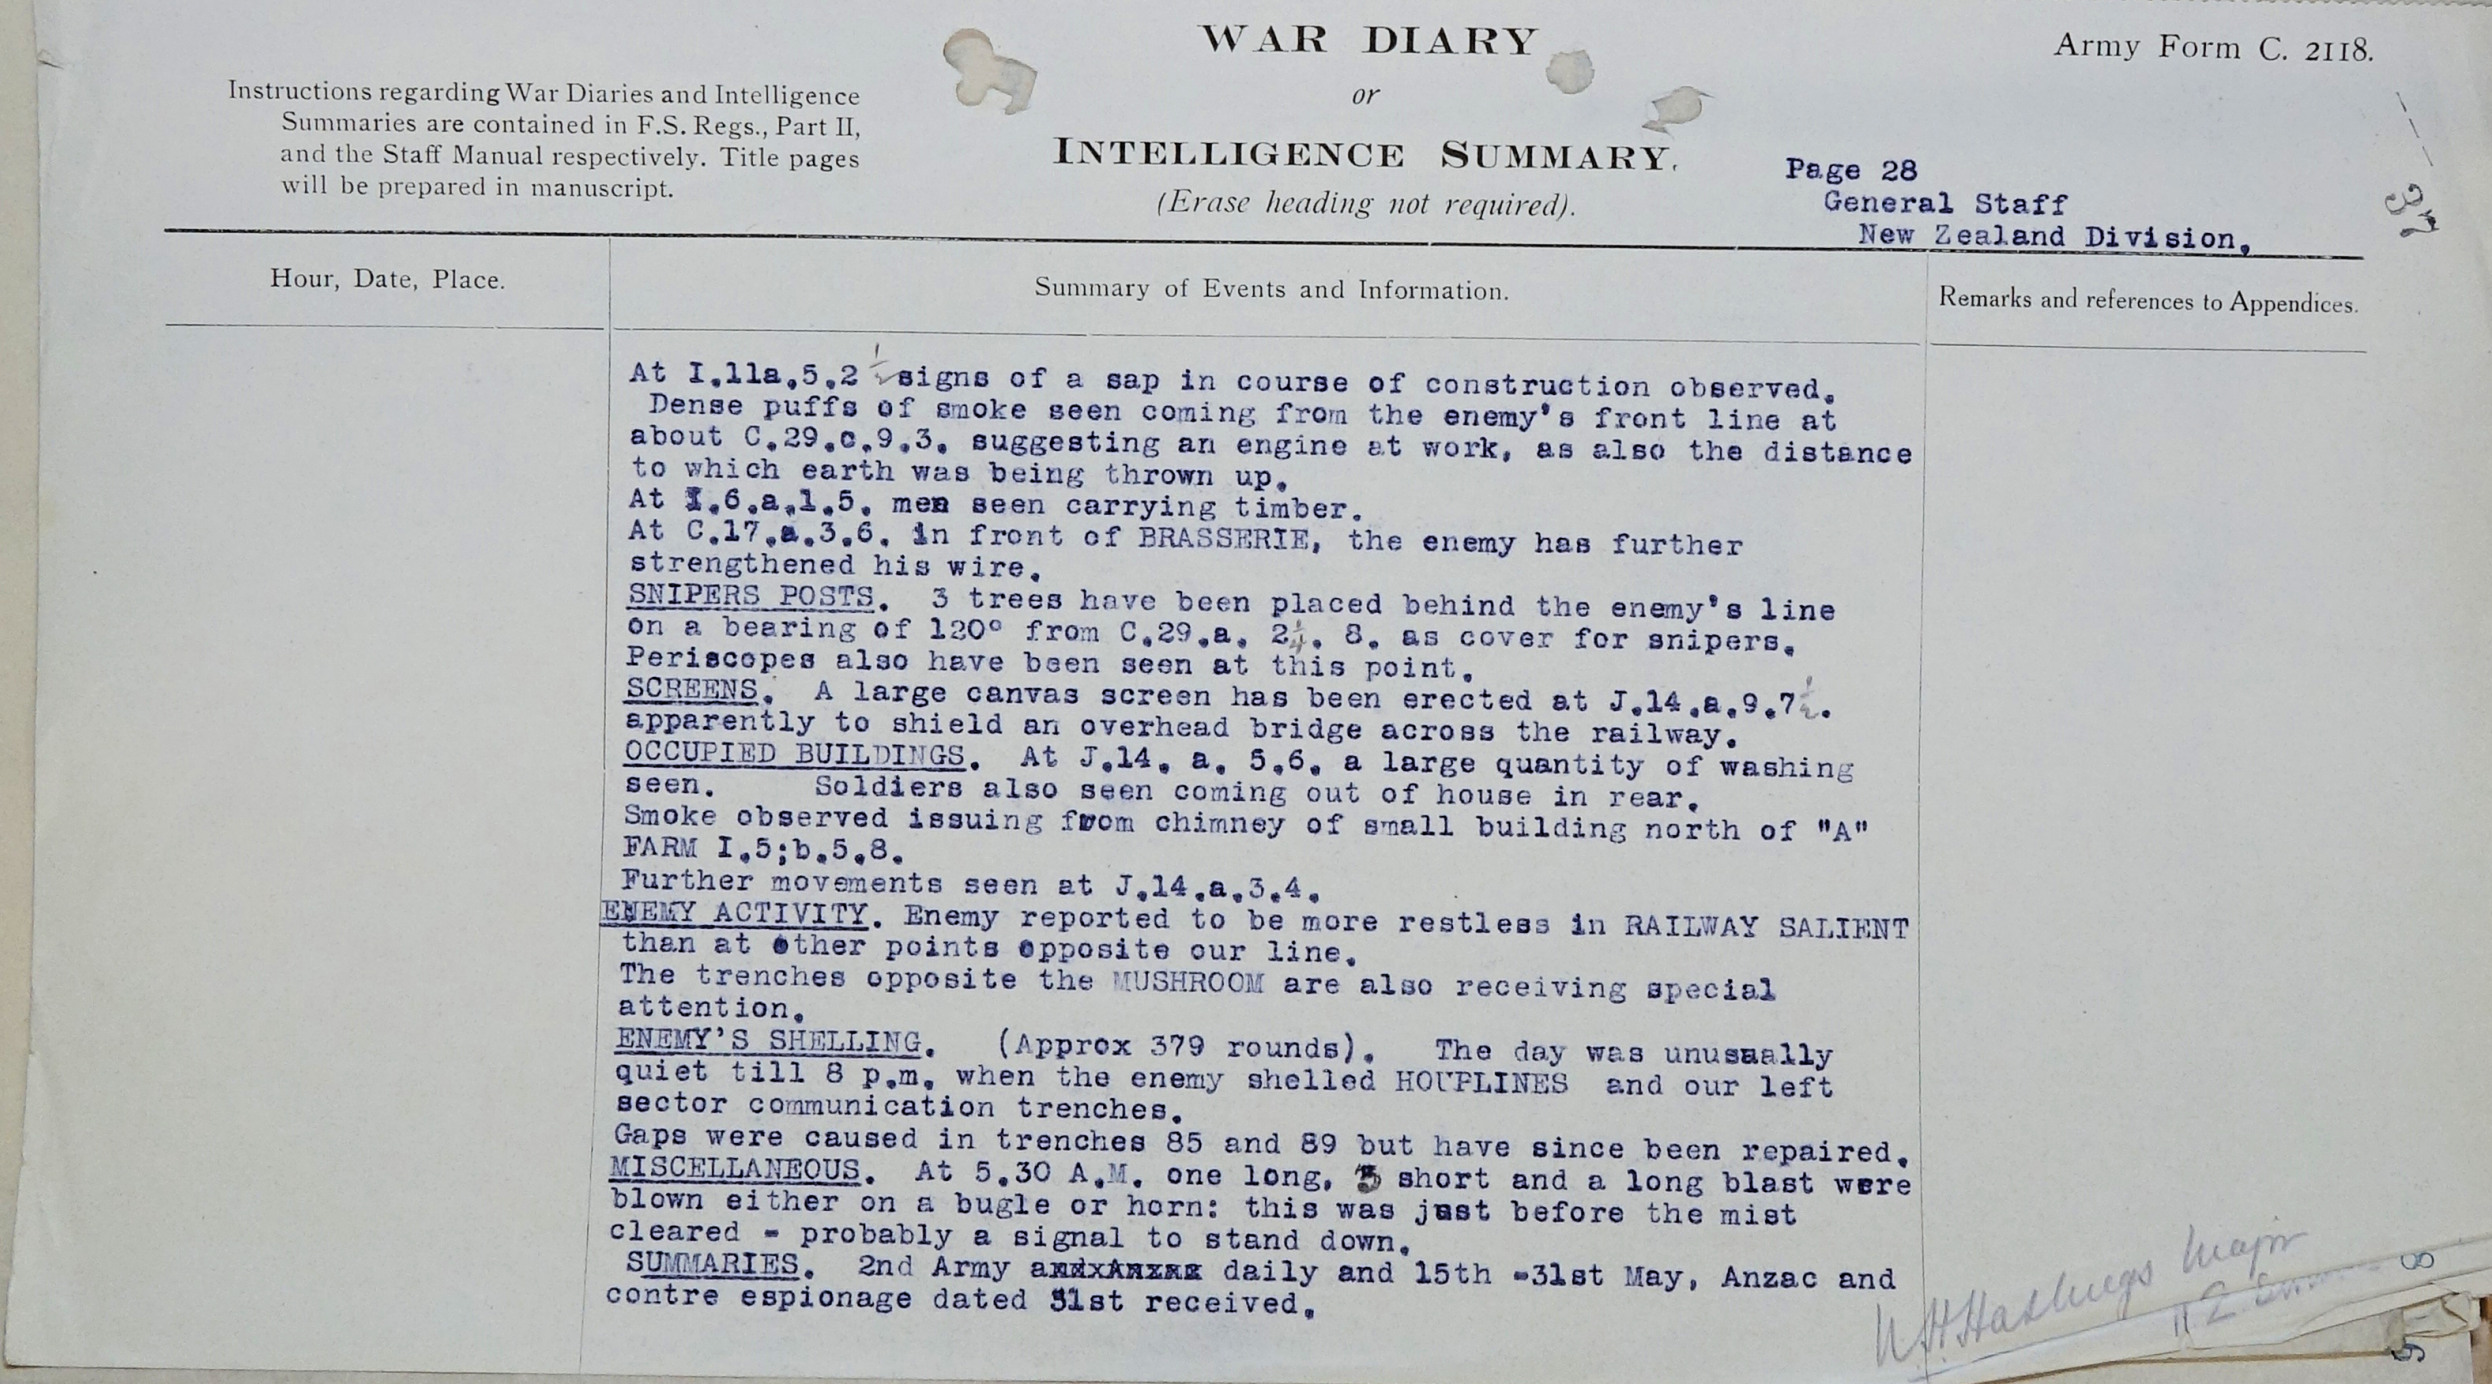 WAR DIARY
or
INTELLIGENCE SUMMARY.
(Erase heading not required).
Army Form C. 2118.
Instructions regarding War Diaries and Intelligence
Summaries are contained in F.S. Regs., Part II,
and the Staff Manual respectively. Title pages
will be prepared in manuscript.
Page 28
General Staff
New Zealand Division.
37
Hour, Date, Place.
Summary of Events and Information.
Remarks and references to Appendices.
At I.11a.5.2½ signs of a sap in course of construction observed.
Dense puffs of smoke seen coming from the enemy's front line at
about C.29.c.9.3. suggesting an engine at work, as also the distance
to which earth was being thrown up.
At I.6.a.1.5. men seen carrying timber.
At C.17.a.3.6. in front of BRASSERIE, the enemy has further
strengthened his wire.
SNIPERS POSTS. 3 trees have been placed behind the enemy's line
on a bearing of 120° from C.29.a. 2¼. 8. as cover for snipers.
Periscopes also have been seen at this point.
SCREENS. A large canvas screen has been erected at J.14.a.9.7½.
apparently to shield an overhead bridge across the railway.
OCCUPIED BUILDINGS. At J.14. a. 5.6. a large quantity of washing
seen. Soldiers also seen coming out of house in rear.
Smoke observed issuing from chimney of small building north of "A"
FARM I.5;b.5.8.
Further movements seen at J.14.a.3.4.
ENEMY ACTIVITY. Enemy reported to be more restless in RAILWAY SALIENT
than at other points opposite our line.
The trenches opposite the MUSHROOM are also receiving special
attention.
ENEMY'S SHELLING. (Approx 379 rounds). The day was unusually
quiet till 8 p.m. when the enemy shelled HOUPLINES and our left
sector communication trenches.
Gaps were caused in trenches 85 and 89 but have since been repaired.
MISCELLANEOUS. At 5.30 A.M. one long, 3 short and a long blast were
blown either on a bugle or horn: this was just before the mist
cleared - probably a signal to stand down.
SUMMARIES. 2nd Army daily and 15th -31st May, Anzac and
contre espionage dated 31st received.
W.H Hastings Major